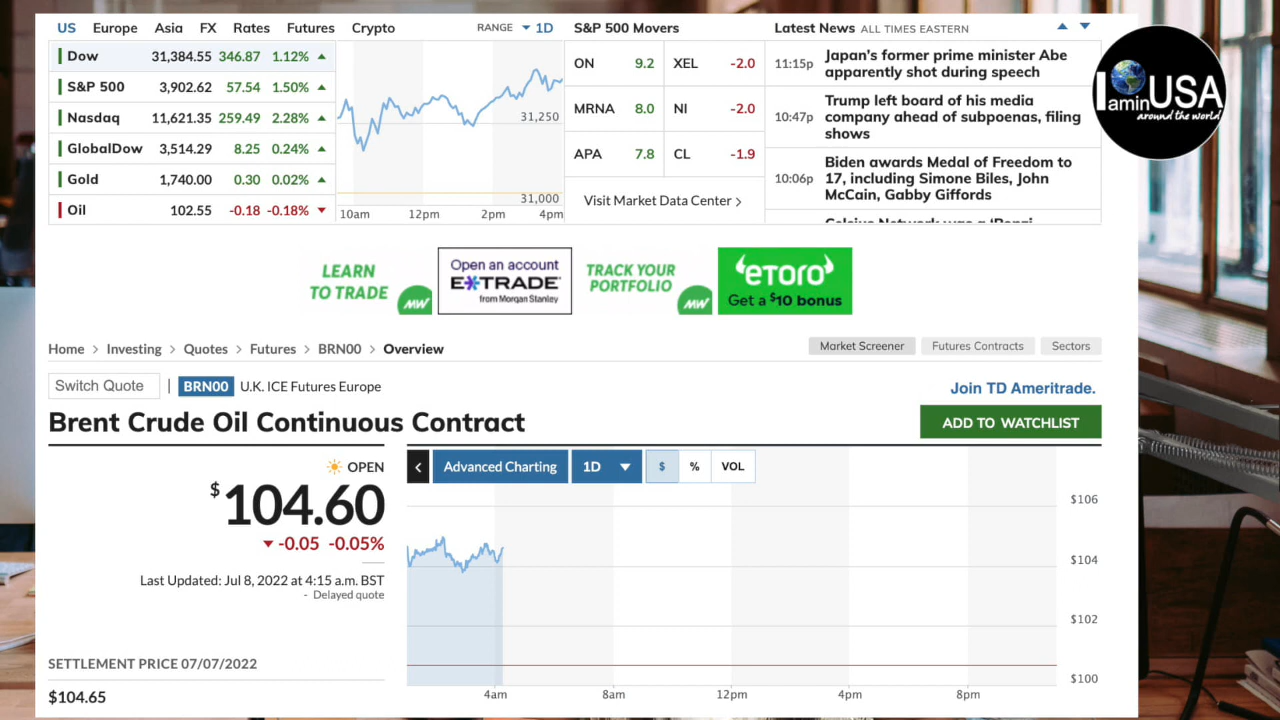 US Europe Asia FX Rates Futures Crypto RANGE 1D
Dow 31,384.55 346.87 1.12%
S&P 500 3,902.62 57.54 1.50%
Nasdaq 11,621.35 259.49 2.28%
GlobalDow 3,514.29 8.25 0.24%
Gold 1,740.00 0.30 0.02%
Oil 102.55 -0.18 -0.18%
31,250
31,000
10am 12pm 2pm 4pm
S&P 500 Movers
ON 9.2 XEL -2.0
MRNA 8.0 NI -2.0
APA 7.8 CL -1.9
Visit Market Data Center >
Latest News ALL TIMES EASTERN
11:15p Japan's former prime minister Abe
apparently shot during speech
10:47p Trump left board of his media
company ahead of subpoenas, filing
shows
10:06p Biden awards Medal of Freedom to
17, including Simone Biles, John
McCain, Gabby Giffords
I amin USA
around the world
LEARN
TO TRADE
MW
Open an account
E*TRADE
from Morgan Stanley
TRACK YOUR
PORTFOLIO
MW
eToro
Get a $10 bonus
Home > Investing > Quotes > Futures > BRN00 > Overview
Market Screener Futures Contracts Sectors
Switch Quote | BRN00 U.K. ICE Futures Europe
Join TD Ameritrade.
Brent Crude Oil Continuous Contract
ADD TO WATCHLIST
OPEN
$104.60
-0.05 -0.05%
Last Updated: Jul 8, 2022 at 4:15 a.m. BST
- Delayed quote
SETTLEMENT PRICE 07/07/2022
$104.65
< Advanced Charting 1D $ % VOL
$106
$104
$102
$100
4am 8am 12pm 4pm 8pm